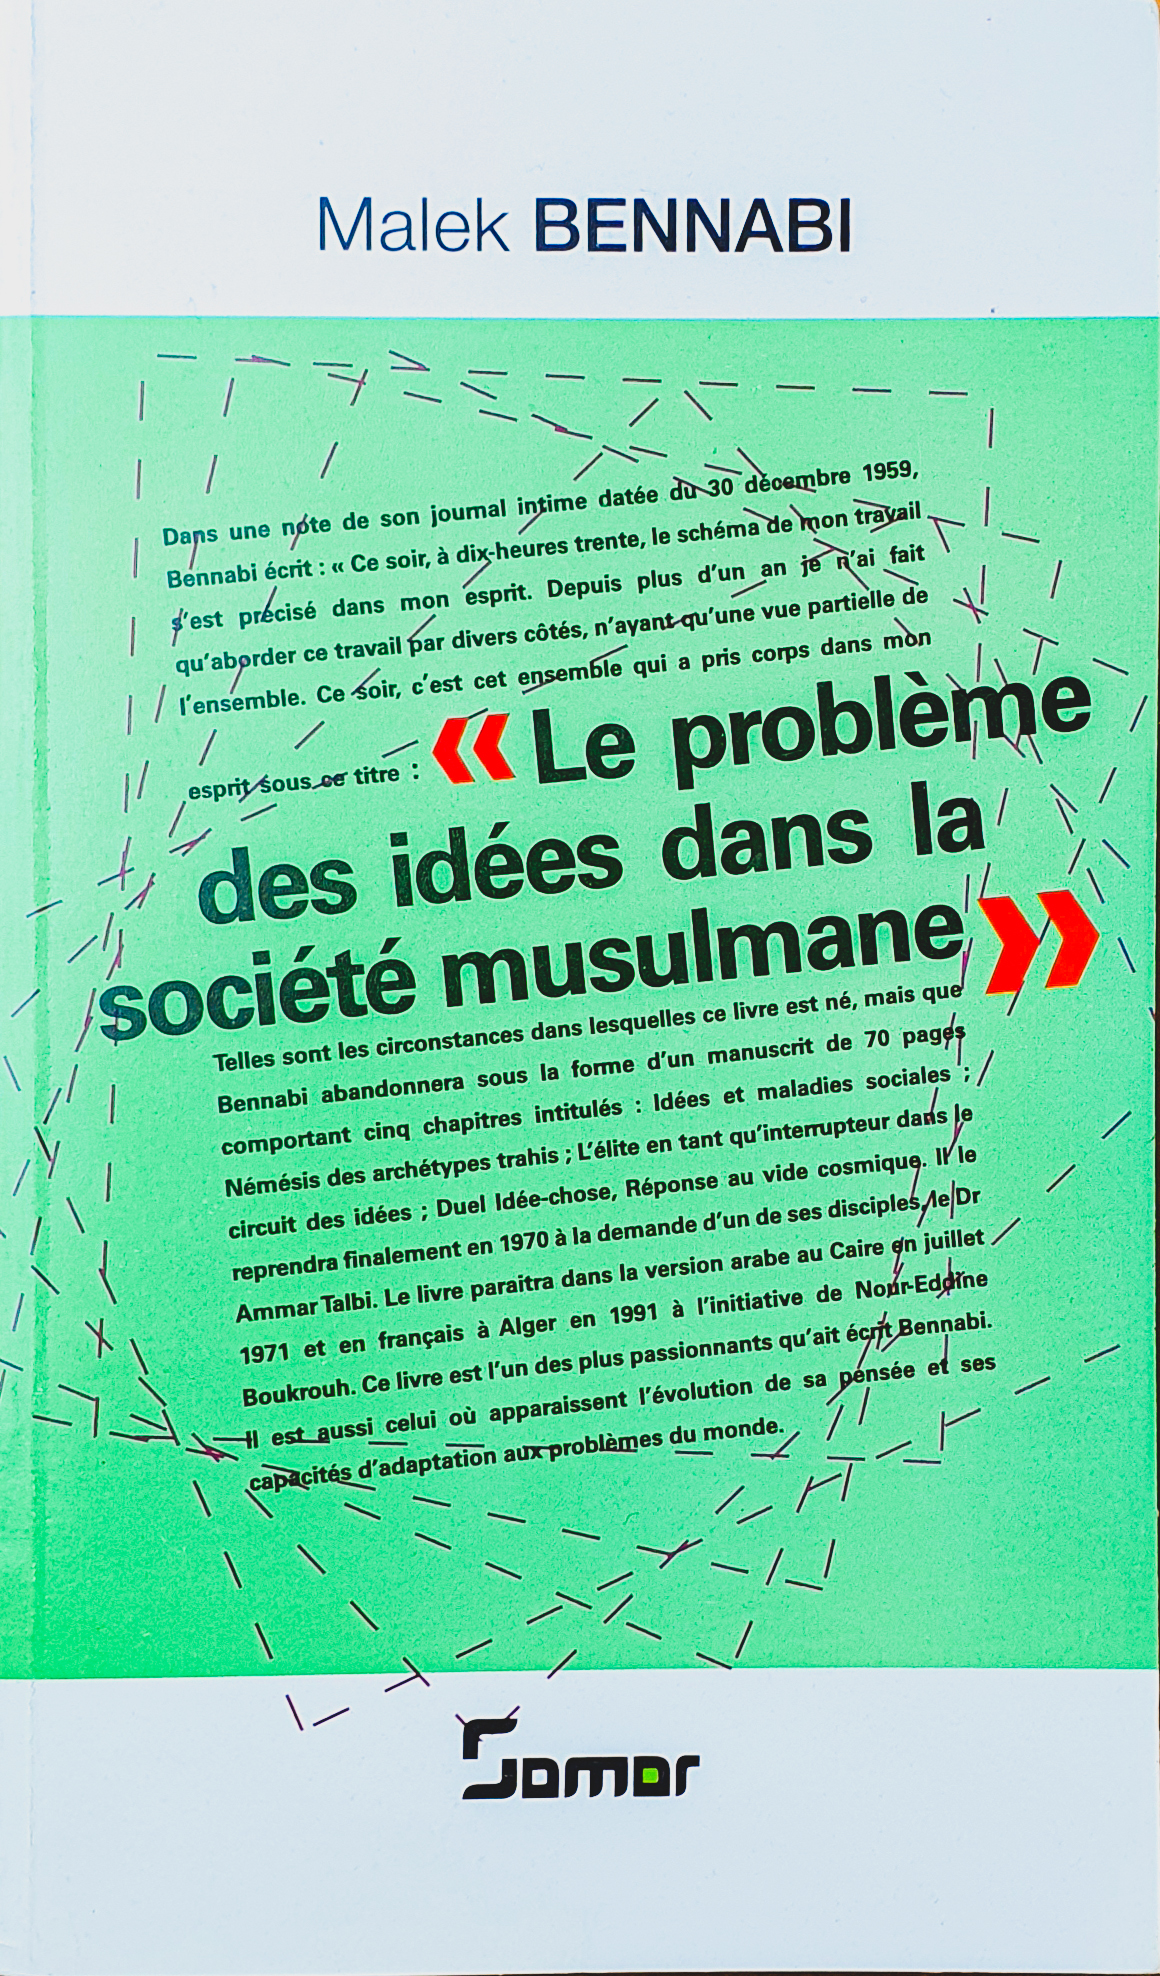 Malek BENNABI
Dans une note de son journal intime datée du 30 décembre 1959,
Bennabi écrit : « Ce soir, à dix-heures trente, le schéma de mon travail
s'est précisé dans mon esprit. Depuis plus d'un an je n'ai fait
qu'aborder ce travail par divers côtés, n'ayant qu'une vue partielle de
l'ensemble. Ce soir, c'est cet ensemble qui a pris corps dans mon
esprit sous ce titre : « Le problème
des idées dans la
société musulmane »
Telles sont les circonstances dans lesquelles ce livre est né, mais que
Bennabi abandonnera sous la forme d'un manuscrit de 70 pages
comportant cinq chapitres intitulés : Idées et maladies sociales ;
Némésis des archétypes trahis ; L'élite en tant qu'interrupteur dans le
circuit des idées ; Duel Idée-chose, Réponse au vide cosmique. Il le
reprendra finalement en 1970 à la demande d'un de ses disciples, le Dr
Ammar Talbi. Le livre paraitra dans la version arabe au Caire en juillet
1971 et en français à Alger en 1991 à l'initiative de Nour-Eddine
Boukrouh. Ce livre est l'un des plus passionnants qu'ait écrit Bennabi.
Il est aussi celui où apparaissent l'évolution de sa pensée et ses
capacités d'adaptation aux problèmes du monde.
Samar